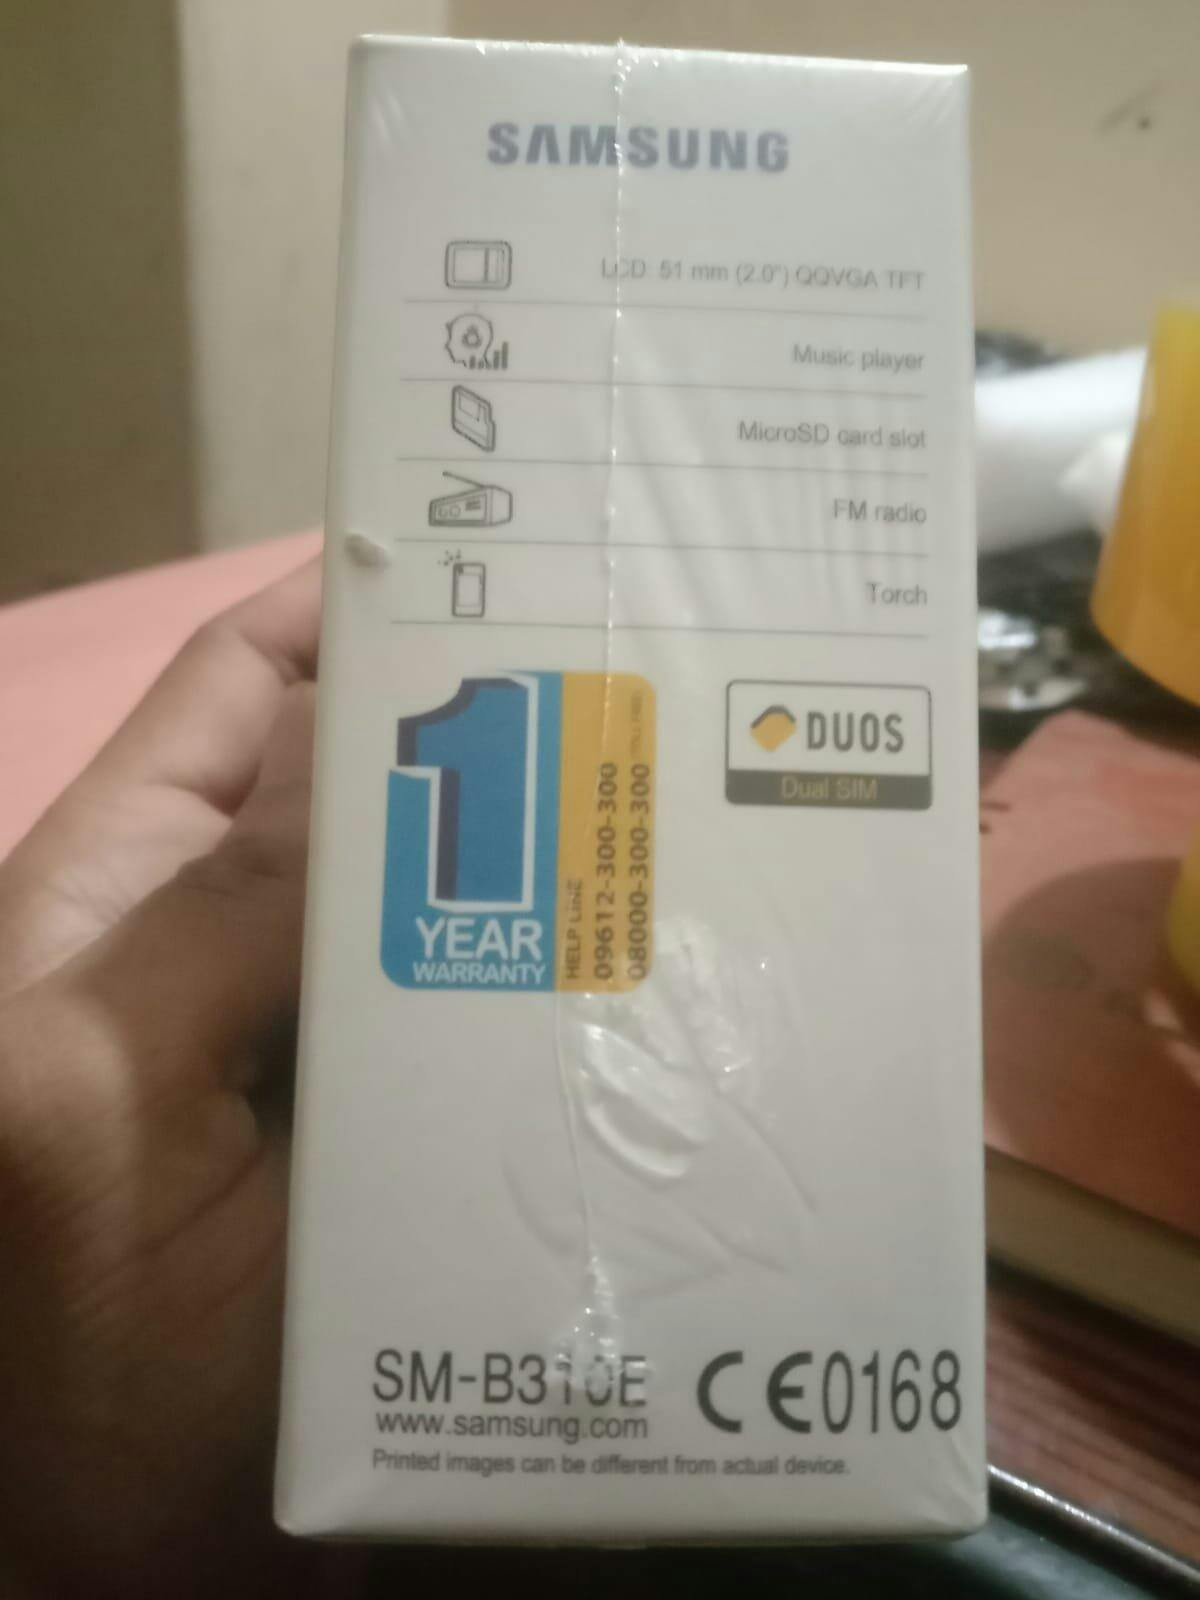 SAMSUNG
LCD: 51 mm (2.0") QQVGA TFT
Music player
MicroSD card slot
FM radio
Torch
1
YEAR
WARRANTY
HELP LINE
09612-300-300
08000-300-300
DUOS
Dual SIM
SM-B310E CE0168
www.samsung.com
Printed images can be different from actual device.